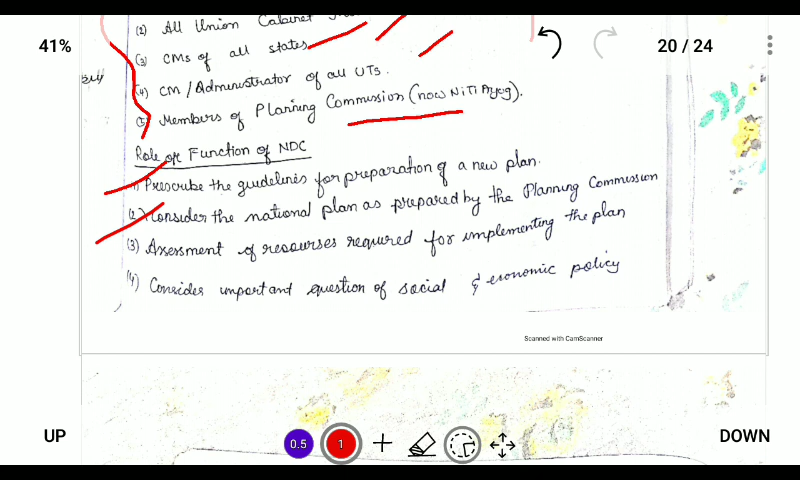 41%
20 / 24
(2) All Union Cabinet
(3) CMs of all states
(4) CM/Administrator of all UTs.
(5) Members of Planning Commission (now NITI Ayog).
Role or Function of NDC
1) Prescribe the guidelines for preparation of a new plan.
(2) Consider the national plan as prepared by the Planning Commission
(3) Assessment of resourses required for implementing the plan
(4) Consider important question of social & economic policy
Scanned with CamScanner
UP
DOWN
0.5
1